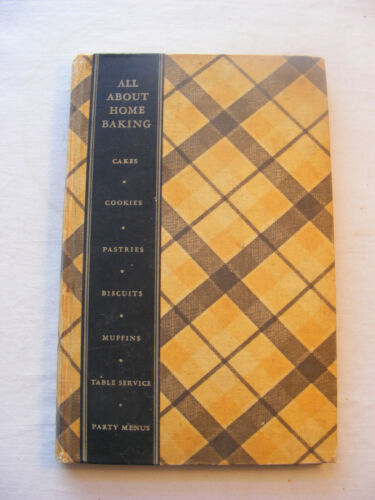 ALL
ABOUT
HOME
BAKING
CAKES
COOKIES
PASTRIES
BISCUITS
MUFFINS
TABLE SERVICE
PARTY MENUS